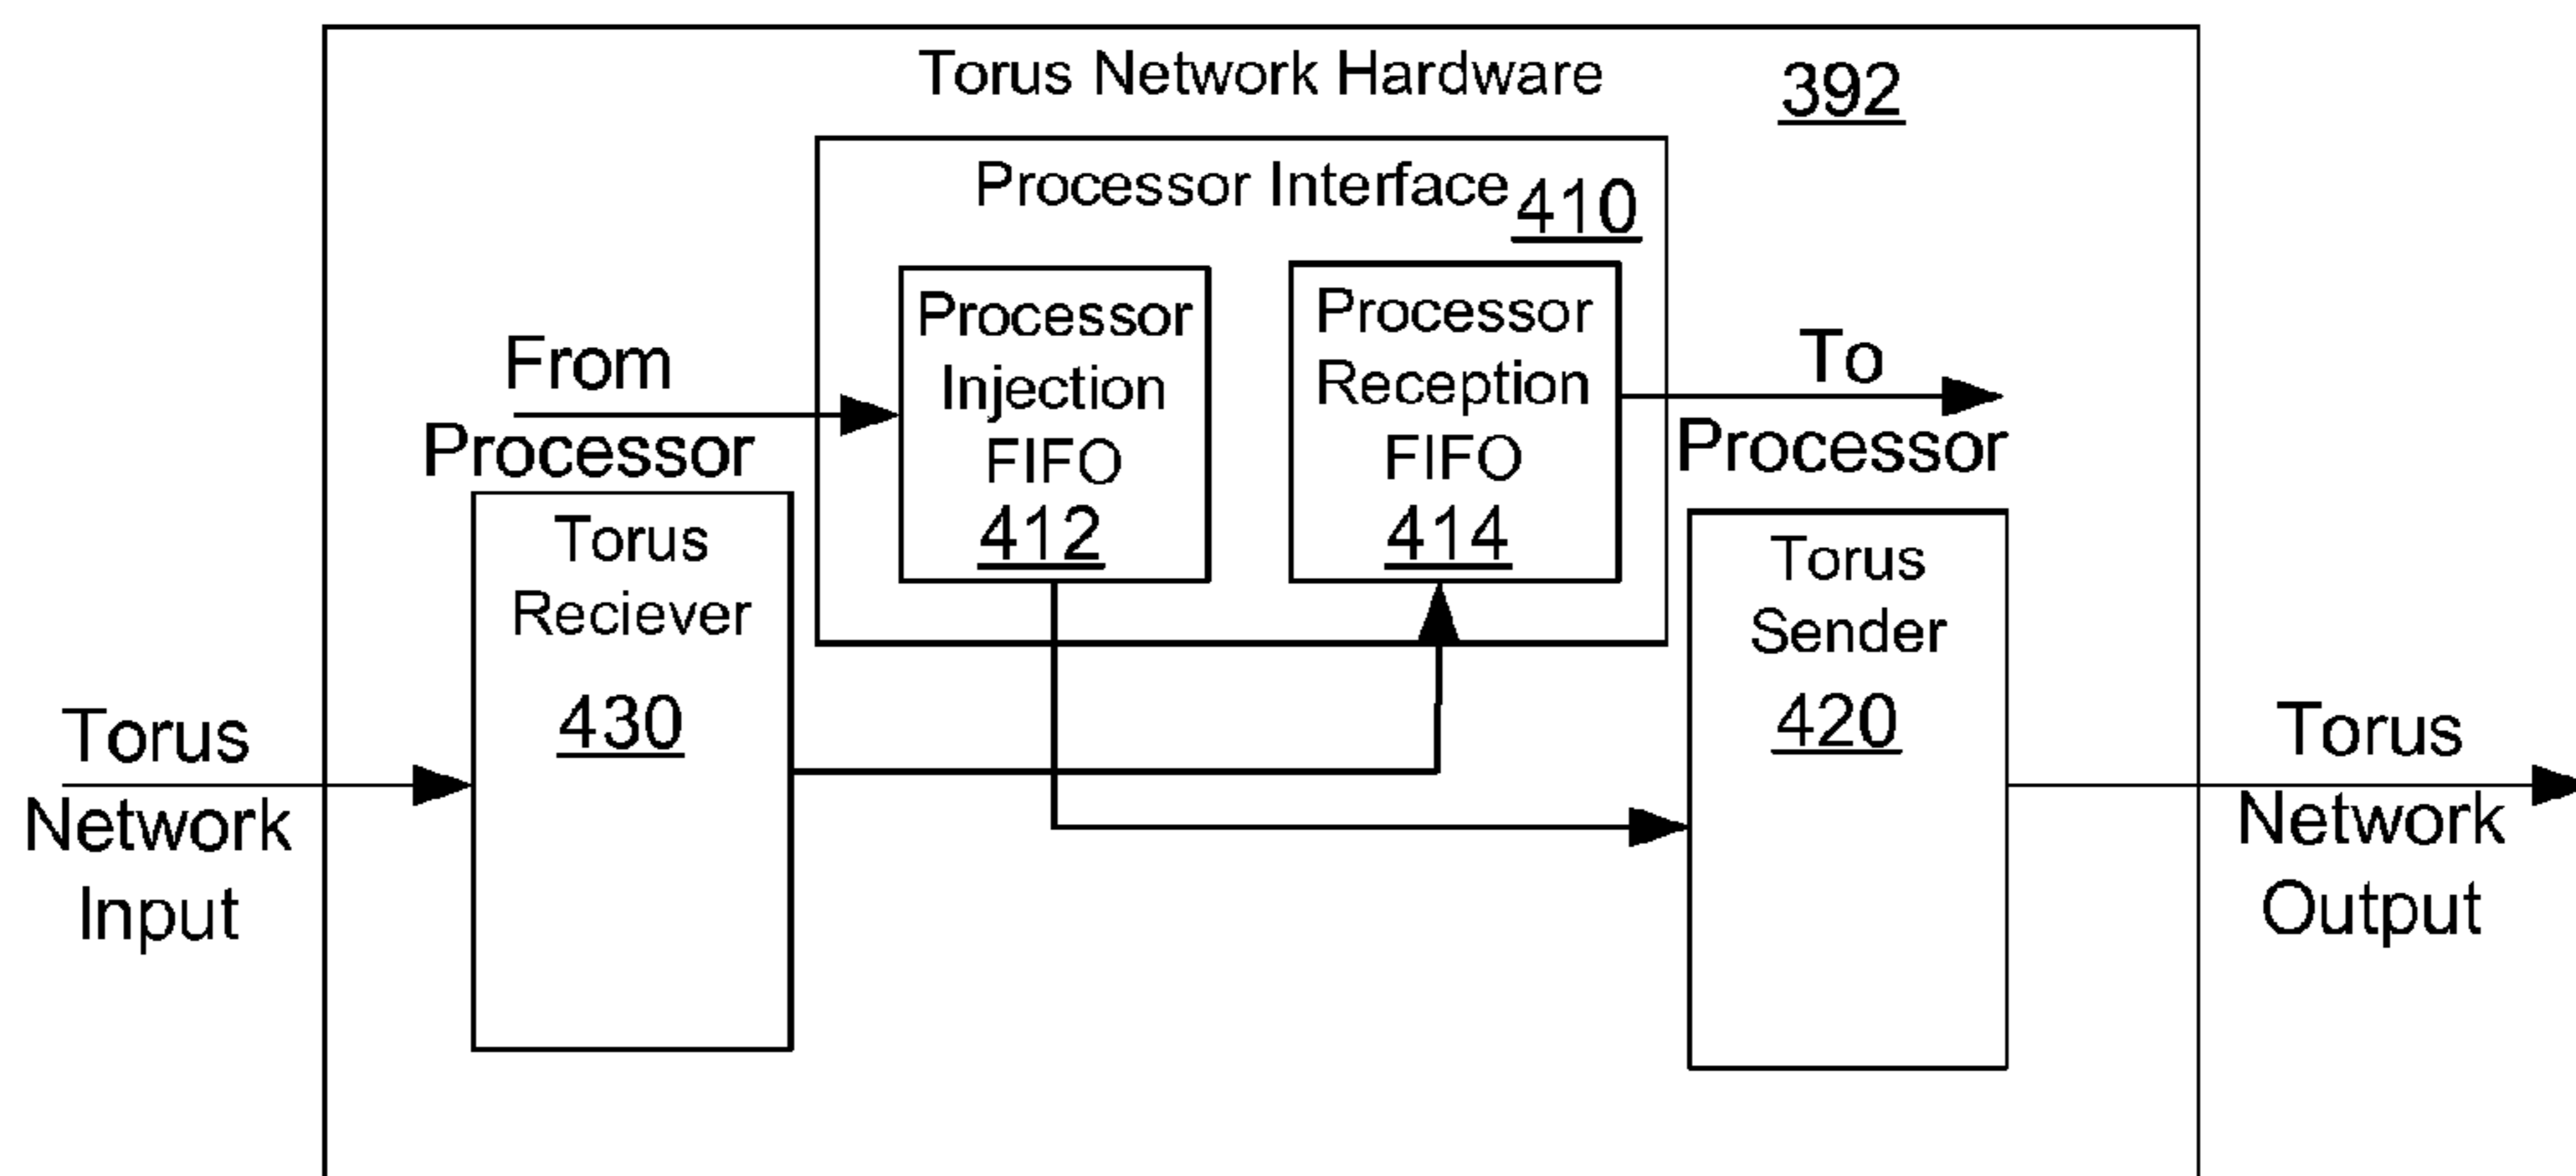 Torus Network Hardware
392
Processor Interface
410
Processor
Injection
FIFO
412
Processor
Reception
FIFO
414
From
Processor
To
Processor
Torus
Reciever
430
Torus
Sender
420
Torus
Network
Input
Torus
Network
Output